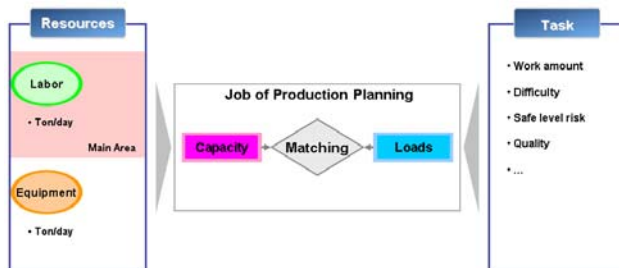 Resources
Labor
• Ton/day
Main Area
Equipment
• Ton/day
Job of Production Planning
Capacity
Matching
Loads
Task
• Work amount
• Difficulty
• Safe level risk
• Quality
• ...